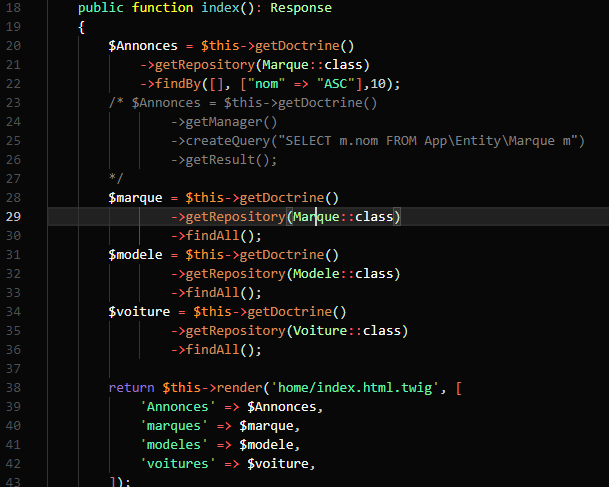 18 public function index(): Response
19 {
20 $Annonces = $this->getDoctrine()
21 ->getRepository(Marque::class)
22 ->findBy([], ["nom" => "ASC"],10);
23 /* $Annonces = $this->getDoctrine()
24 ->getManager()
25 ->createQuery("SELECT m.nom FROM App\Entity\Marque m")
26 ->getResult();
27 */
28 $marque = $this->getDoctrine()
29 ->getRepository(Marque::class)
30 ->findAll();
31 $modele = $this->getDoctrine()
32 ->getRepository(Modele::class)
33 ->findAll();
34 $voiture = $this->getDoctrine()
35 ->getRepository(Voiture::class)
36 ->findAll();
37
38 return $this->render('home/index.html.twig', [
39 'Annonces' => $Annonces,
40 'marques' => $marque,
41 'modeles' => $modele,
42 'voitures' => $voiture,
43 ]);